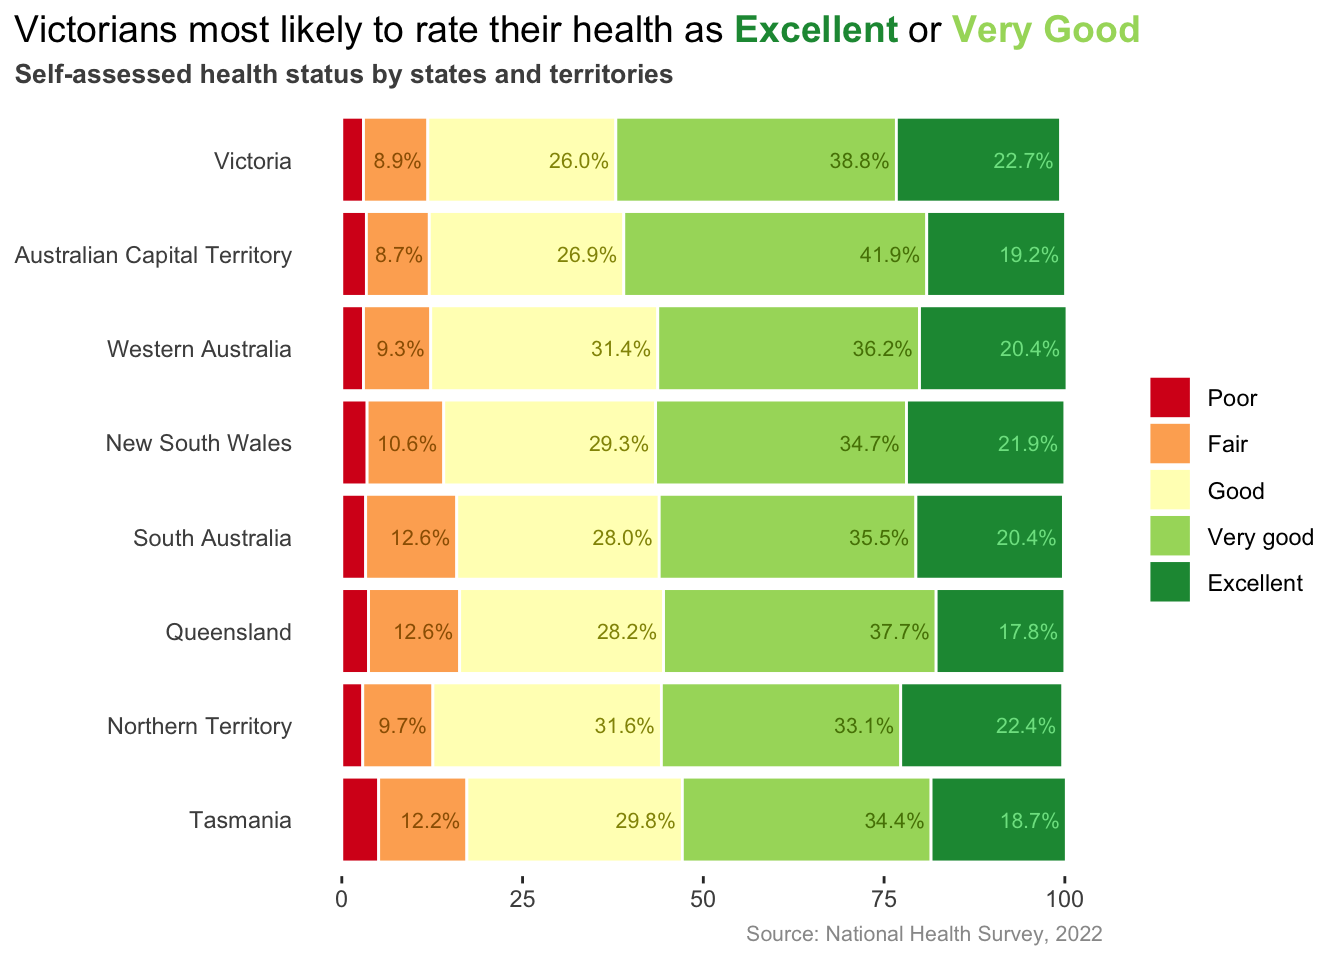 Victorians most likely to rate their health as Excellent or Very Good
Self-assessed health status by states and territories
Victoria 8.9% 26.0% 38.8% 22.7%
Australian Capital Territory 8.7% 26.9% 41.9% 19.2%
Western Australia 9.3% 31.4% 36.2% 20.4%
New South Wales 10.6% 29.3% 34.7% 21.9%
South Australia 12.6% 28.0% 35.5% 20.4%
Queensland 12.6% 28.2% 37.7% 17.8%
Northern Territory 9.7% 31.6% 33.1% 22.4%
Tasmania 12.2% 29.8% 34.4% 18.7%
0 25 50 75 100
Poor
Fair
Good
Very good
Excellent
Source: National Health Survey, 2022